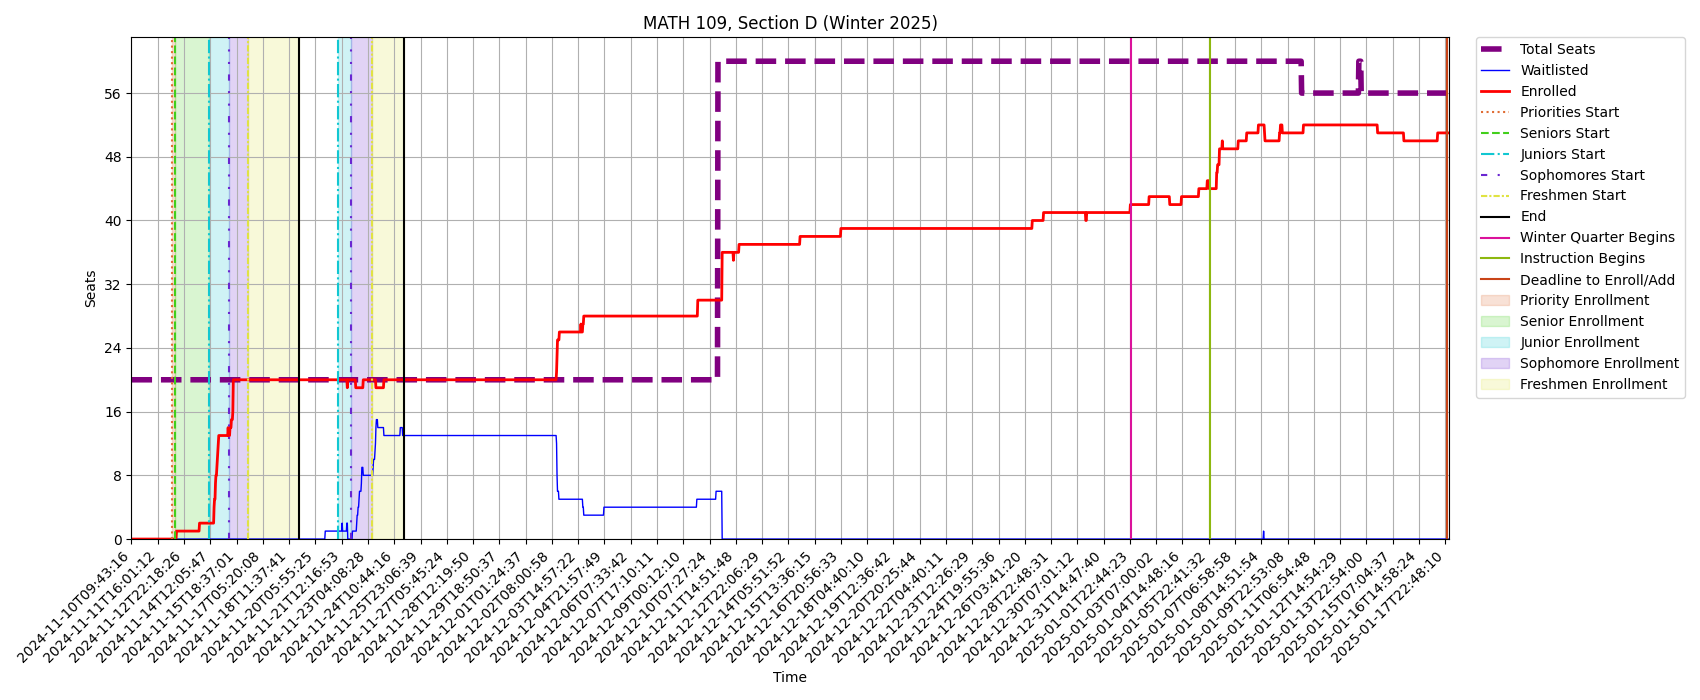 MATH 109, Section D (Winter 2025)
Seats
56
48
40
32
24
16
8
0
2024-11-10T09:43:16
2024-11-11T16:01:12
2024-11-12T22:18:26
2024-11-14T12:05:47
2024-11-15T18:37:01
2024-11-17T05:20:08
2024-11-18T11:37:41
2024-11-20T05:55:25
2024-11-21T12:16:53
2024-11-23T04:08:28
2024-11-24T10:44:16
2024-11-25T23:06:39
2024-11-27T05:45:24
2024-11-28T12:19:50
2024-11-29T18:50:37
2024-12-01T01:24:37
2024-12-02T08:00:58
2024-12-03T14:57:22
2024-12-04T21:57:49
2024-12-06T07:33:42
2024-12-07T17:10:11
2024-12-09T00:12:10
2024-12-10T07:27:24
2024-12-11T14:51:48
2024-12-12T22:06:29
2024-12-14T05:51:52
2024-12-15T13:36:15
2024-12-16T20:56:33
2024-12-18T04:40:10
2024-12-19T12:36:42
2024-12-20T20:25:44
2024-12-22T04:40:11
2024-12-23T12:26:29
2024-12-24T19:55:36
2024-12-26T03:41:20
2024-12-28T22:48:31
2024-12-30T07:01:12
2024-12-31T14:47:40
2025-01-01T22:44:23
2025-01-03T07:00:02
2025-01-04T14:48:16
2025-01-05T22:41:32
2025-01-07T06:58:58
2025-01-08T14:51:54
2025-01-09T22:53:08
2025-01-11T06:54:48
2025-01-12T14:54:29
2025-01-13T22:54:00
2025-01-15T07:04:37
2025-01-16T14:58:24
2025-01-17T22:48:10
Time
Total Seats
Waitlisted
Enrolled
Priorities Start
Seniors Start
Juniors Start
Sophomores Start
Freshmen Start
End
Winter Quarter Begins
Instruction Begins
Deadline to Enroll/Add
Priority Enrollment
Senior Enrollment
Junior Enrollment
Sophomore Enrollment
Freshmen Enrollment